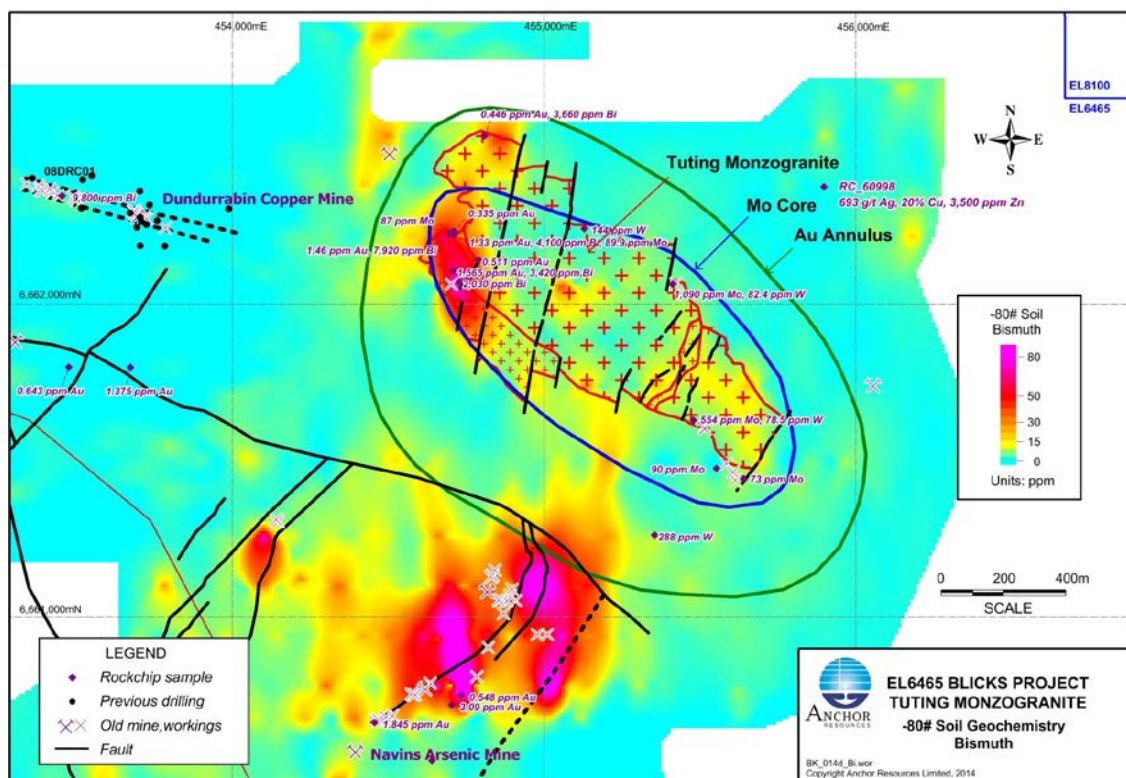 454,000mE
455,000mE
456,000mE
EL8100
EL6465
N
W
E
S
0.446 ppm Au, 3,660 ppm Bi
Tuting Monzogranite
08DRC01
9,800 ppm Bi
Dundurrabin Copper Mine
RC_60998
693 g/t Ag, 20% Cu, 3,500 ppm Zn
Mo Core
87 ppm Mo
0.335 ppm Au
144 ppm W
Au Annulus
1.33 ppm Au, 4,100 ppm Bi, 89.9 ppm Mo
1.46 ppm Au, 7,920 ppm Bi
0.511 ppm Au
1.565 ppm Au, 3,420 ppm Bi
2,030 ppm Bi
6,662,000mN
1,090 ppm Mo, 82.4 ppm W
-80# Soil
Bismuth
80
50
30
15
0
Units: ppm
0.643 ppm Au
1.375 ppm Au
554 ppm Mo, 78.5 ppm W
90 ppm Mo
73 ppm Mo
288 ppm W
0
200
400m
SCALE
6,661,000mN
LEGEND
Rockchip sample
Previous drilling
Old mine, workings
Fault
0.548 ppm Au
3.09 ppm Au
1.845 ppm Au
Navins Arsenic Mine
ANCHOR
RESOURCES
EL6465 BLICKS PROJECT
TUTING MONZOGRANITE
-80# Soil Geochemistry
Bismuth
BK_014d_Bi.wor
Copyright Anchor Resources Limited, 2014